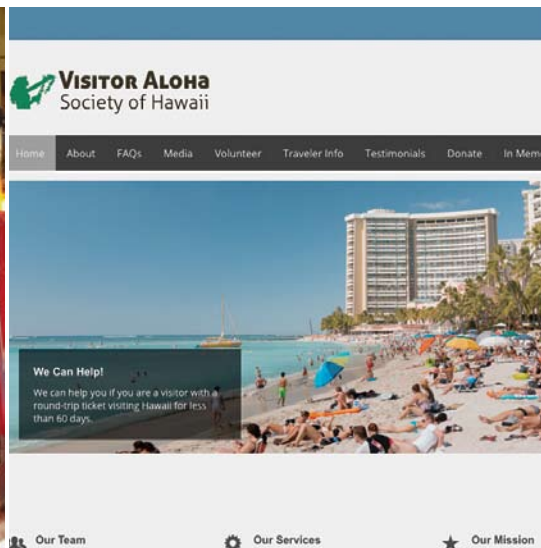 VISITOR ALOHA
Society of Hawaii
Home About FAQs Media Volunteer Traveler Info Testimonials Donate In Mem
We Can Help!
We can help you if you are a visitor with a
round-trip ticket visiting Hawaii for less
than 60 days.
Our Team Our Services Our Mission